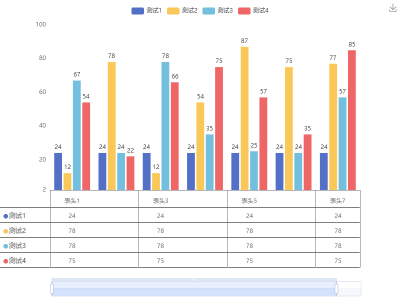 测试1 测试2 测试3 测试4
100
80
60
40
20
2
24 12 67 54
24 78 24 22
24 12 78 66
24 54 35 75
24 87 25 57
24 75 24 35
24 77 57 85
表头1 表头3 表头5 表头7
测试1 24 24 24 24
测试2 78 78 78 78
测试3 78 78 78 78
测试4 75 75 75 75